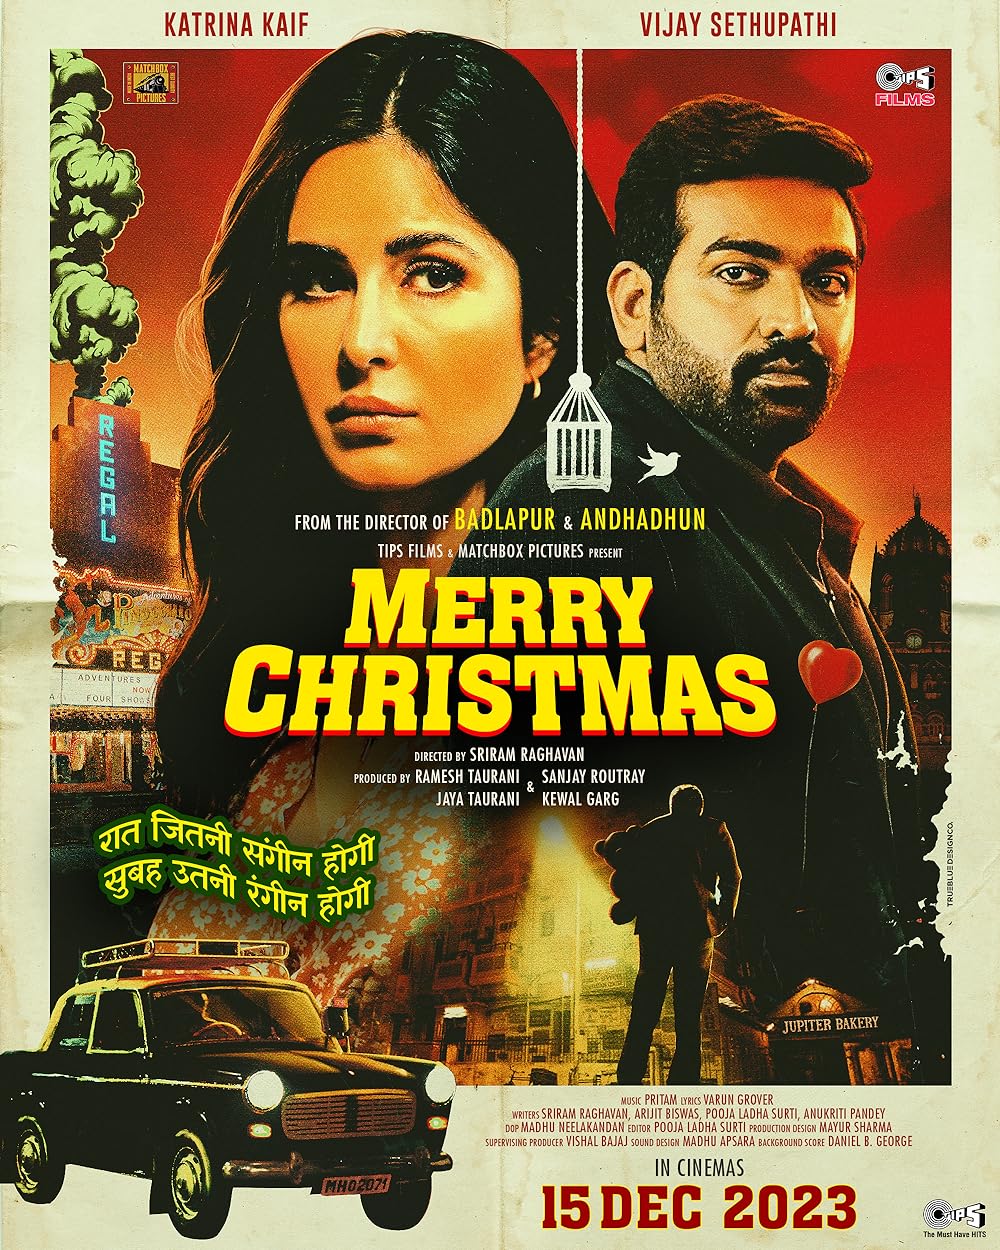 KATRINA KAIF
VIJAY SETHUPATHI
MATCHBOX
PICTURES
TIPS
FILMS
REGAL
FROM THE DIRECTOR OF BADLAPUR & ANDHADHUN
TIPS FILMS & MATCHBOX PICTURES PRESENT
MERRY
CHRISTMAS
REG
ADVENTURES
NOW
FOUR SHOWS
DIRECTED BY SRIRAM RAGHAVAN
PRODUCED BY RAMESH TAURANI & SANJAY ROUTRAY
JAYA TAURANI KEWAL GARG
रात जितनी संगीन होगी
सुबह उतनी रंगीन होगी
TRUEBLUE DESIGN CO.
JUPITER BAKERY
MH02071
MUSIC PRITAM LYRICS VARUN GROVER
WRITERS SRIRAM RAGHAVAN, ARIJIT BISWAS, POOJA LADHA SURTI, ANUKRITI PANDEY
DOP MADHU NEELAKANDAN EDITOR POOJA LADHA SURTI PRODUCTION DESIGN MAYUR SHARMA
SUPERVISING PRODUCER VISHAL BAJAJ SOUND DESIGN MADHU APSARA BACKGROUND SCORE DANIEL B. GEORGE
IN CINEMAS
15 DEC 2023
TIPS
The Must Have HITS